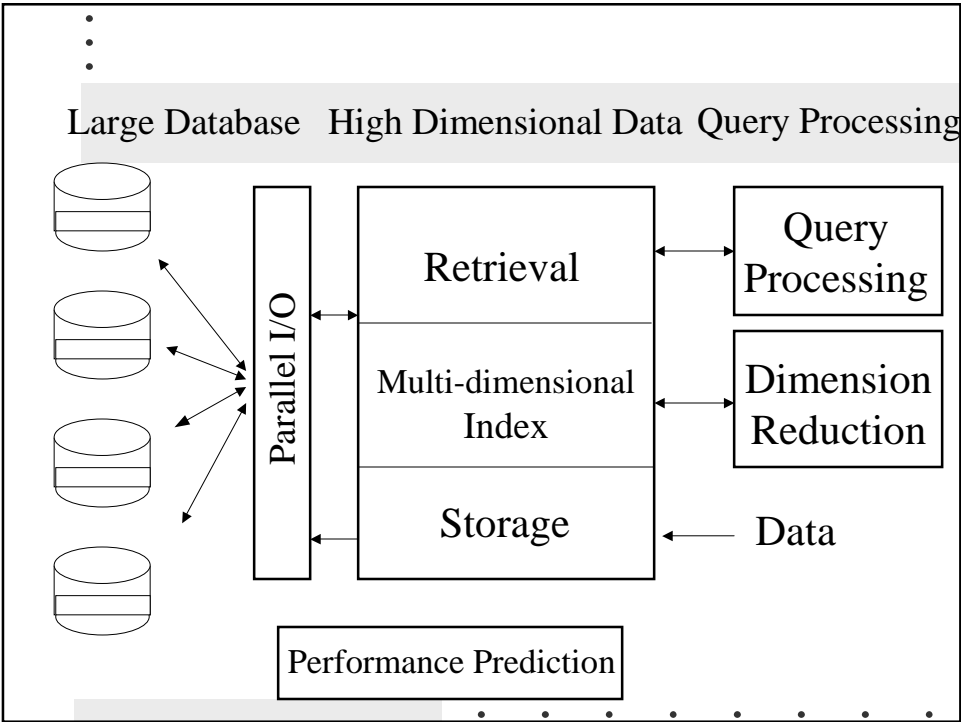 Large Database
High Dimensional Data
Query Processing
Parallel I/O
Retrieval
Multi-dimensional
Index
Storage
Query
Processing
Dimension
Reduction
Data
Performance Prediction